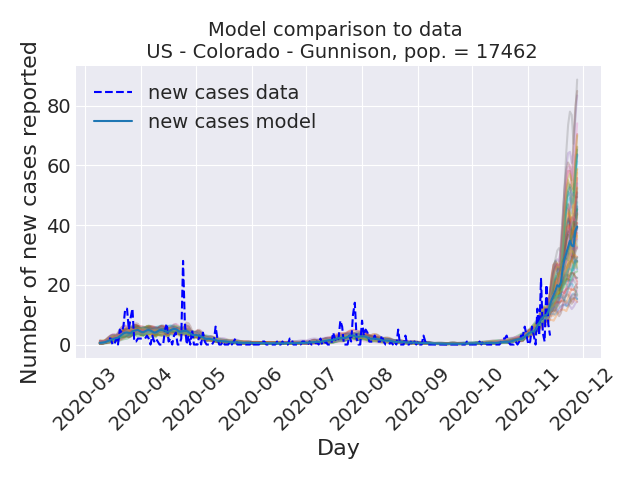 Model comparison to data
US - Colorado - Gunnison, pop. = 17462
Number of new cases reported
80
60
40
20
0
new cases data
new cases model
2020-03
2020-04
2020-05
2020-06
2020-07
2020-08
2020-09
2020-10
2020-11
2020-12
Day